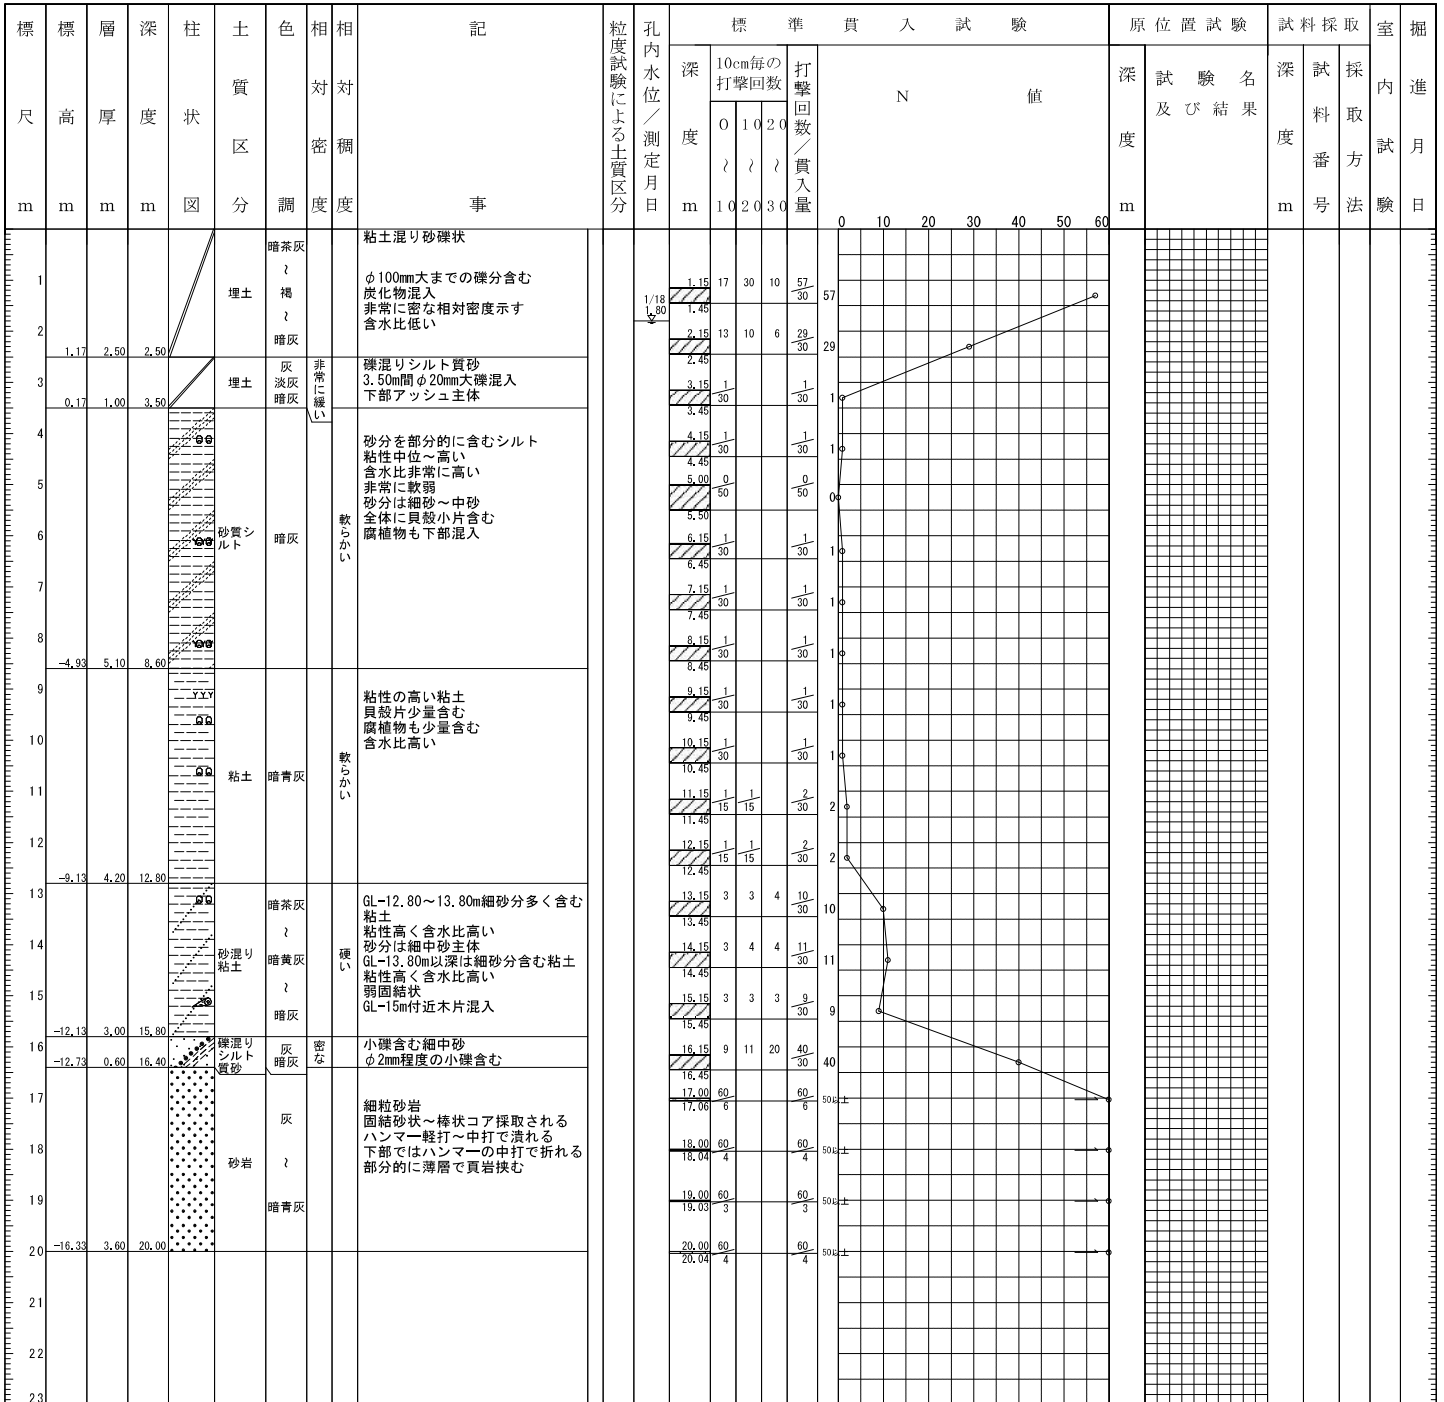 標尺 m
標高 m
層厚 m
深度 m
柱状図
土質区分
色調
相対密度
相対稠度
記事
粒度試験による土質区分
孔内水位／測定月日
標準貫入試験
深度 m
10cm毎の打撃回数
0～10
10～20
20～30
打撃回数／貫入量
N 値
0 10 20 30 40 50 60
原位置試験
深度 m
試験名及び結果
試料採取
深度 m
試料番号
採取方法
室内試験
掘進月日
1
2
3
4
5
6
7
8
9
10
11
12
13
14
15
16
17
18
19
20
21
22
23
1.17 2.50 2.50
埋土
暗茶灰
～
褐
～
暗灰
粘土混り砂礫状
φ100mm大までの礫分含む
炭化物混入
非常に密な相対密度示す
含水比低い
0.17 1.00 3.50
埋土
灰
淡灰
暗灰
非常に緩い
礫混りシルト質砂
3.50m間φ20mm大礫混入
下部アッシュ主体
-4.93 5.10 8.60
砂質シルト
暗灰
軟らかい
砂分を部分的に含むシルト
粘性中位～高い
含水比非常に高い
非常に軟弱
砂分は細砂～中砂
全体に貝殻小片含む
腐植物も下部混入
-9.13 4.20 12.80
粘土
暗青灰
軟らかい
粘性の高い粘土
貝殻片少量含む
腐植物も少量含む
含水比高い
-12.13 3.00 15.80
砂混り粘土
暗茶灰
～
暗黄灰
～
暗灰
硬い
GL-12.80～13.80m細砂分多く含む
粘土
粘性高く含水比高い
砂分は細中砂主体
GL-13.80m以深は細砂分含む粘土
粘性高く含水比高い
弱固結状
GL-15m付近木片混入
-12.73 0.60 16.40
礫混りシルト質砂
灰
暗灰
密な
小礫含む細中砂
φ2mm程度の小礫含む
-16.33 3.60 20.00
砂岩
灰
～
暗青灰
細粒砂岩
固結砂状～棒状コア採取される
ハンマー軽打～中打で潰れる
下部ではハンマーの中打で折れる
部分的に薄層で頁岩挟む
1/18
1.80
1.15 17 30 10 57/30 57
1.45
2.15 13 10 6 29/30 29
2.45
3.15 1/30 1/30 1
3.45
4.15 1/30 1/30 1
4.45
5.00 0/50 0/50 0
5.50
6.15 1/30 1/30 1
6.45
7.15 1/30 1/30 1
7.45
8.15 1/30 1/30 1
8.45
9.15 1/30 1/30 1
9.45
10.15 1/30 1/30 1
10.45
11.15 1/15 1/15 2/30 2
11.45
12.15 1/15 1/15 2/30 2
12.45
13.15 3 3 4 10/30 10
13.45
14.15 3 4 4 11/30 11
14.45
15.15 3 3 3 9/30 9
15.45
16.15 9 11 20 40/30 40
16.45
17.00 60/6 60/6 50以上
17.06
18.00 60/4 60/4 50以上
18.04
19.00 60/3 60/3 50以上
19.03
20.00 60/4 60/4 50以上
20.04